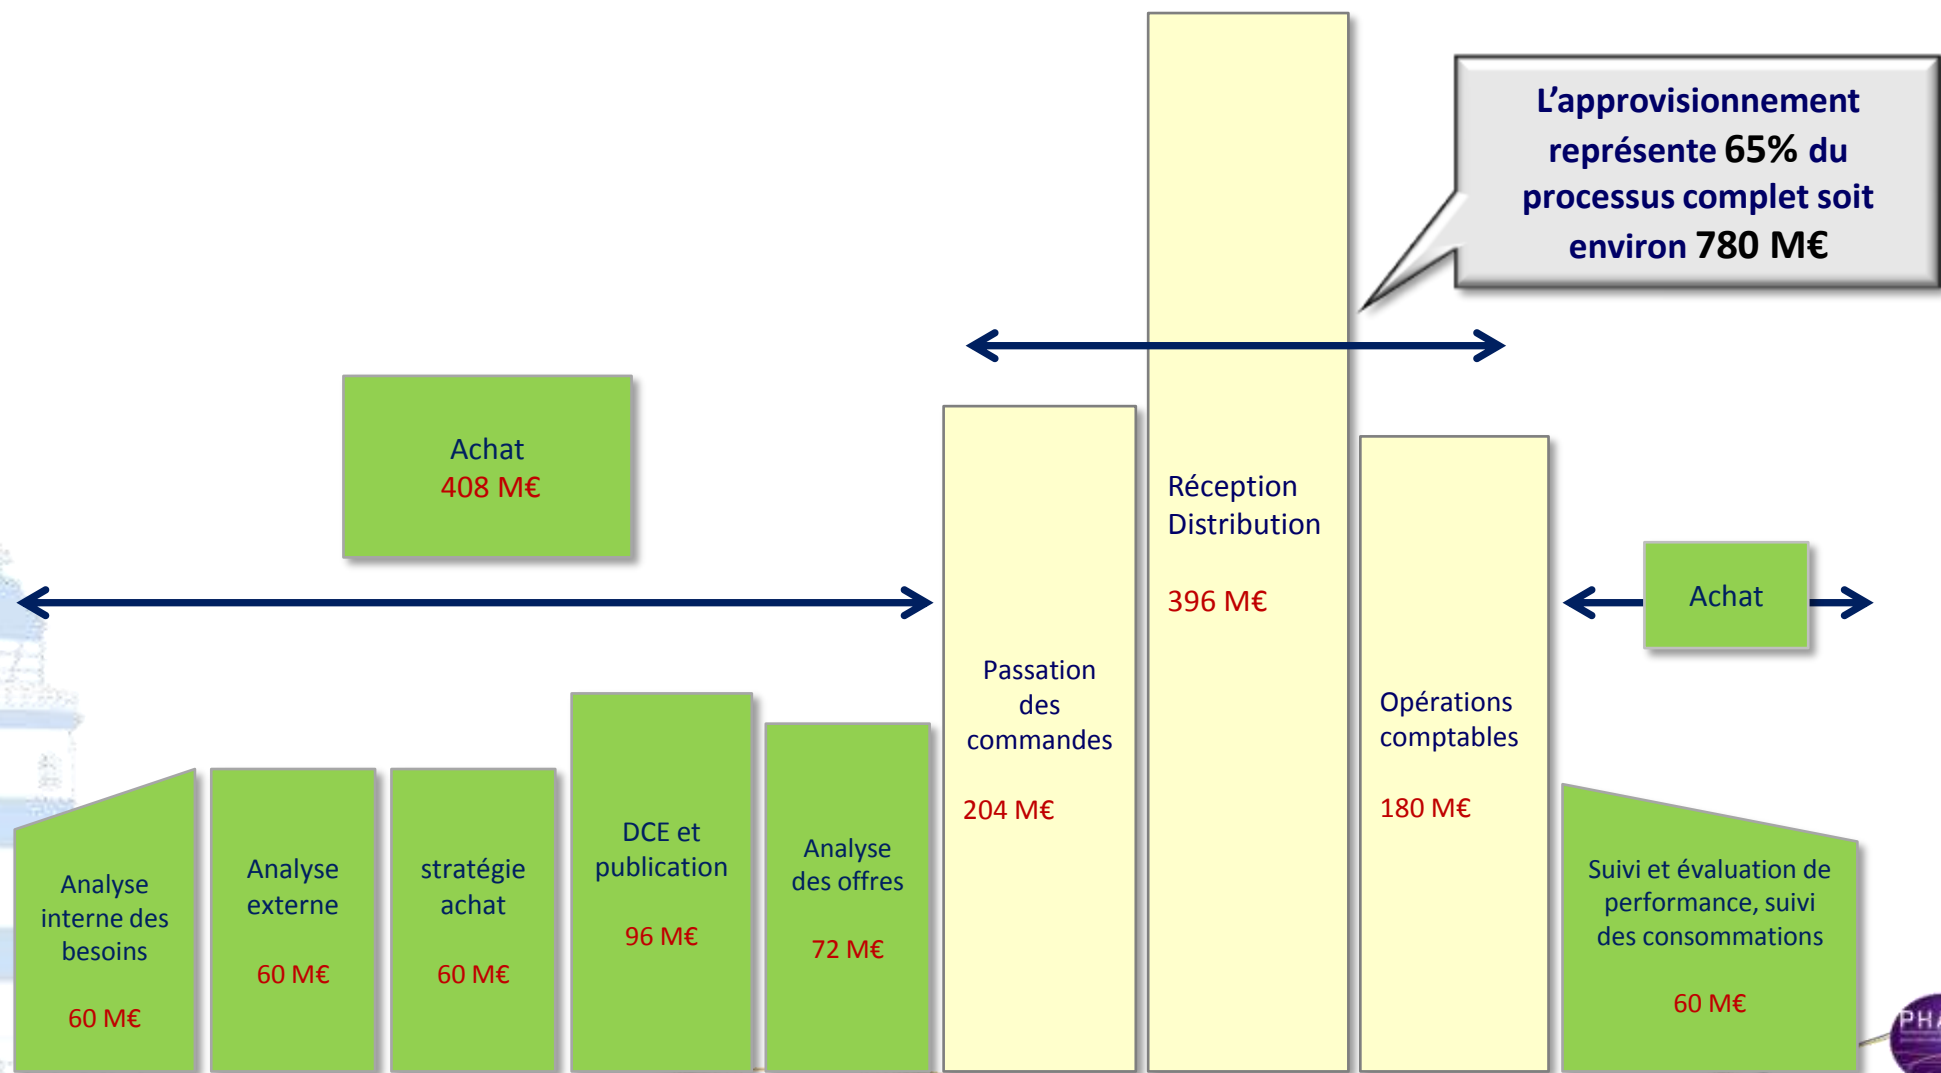 L’approvisionnement
représente 65% du
processus complet soit
environ 780 M€
Achat
408 M€
Réception
Distribution
396 M€
Achat
Passation
des
commandes
204 M€
Opérations
comptables
180 M€
Analyse
interne des
besoins
60 M€
Analyse
externe
60 M€
stratégie
achat
60 M€
DCE et
publication
96 M€
Analyse
des offres
72 M€
Suivi et évaluation de
performance, suivi
des consommations
60 M€